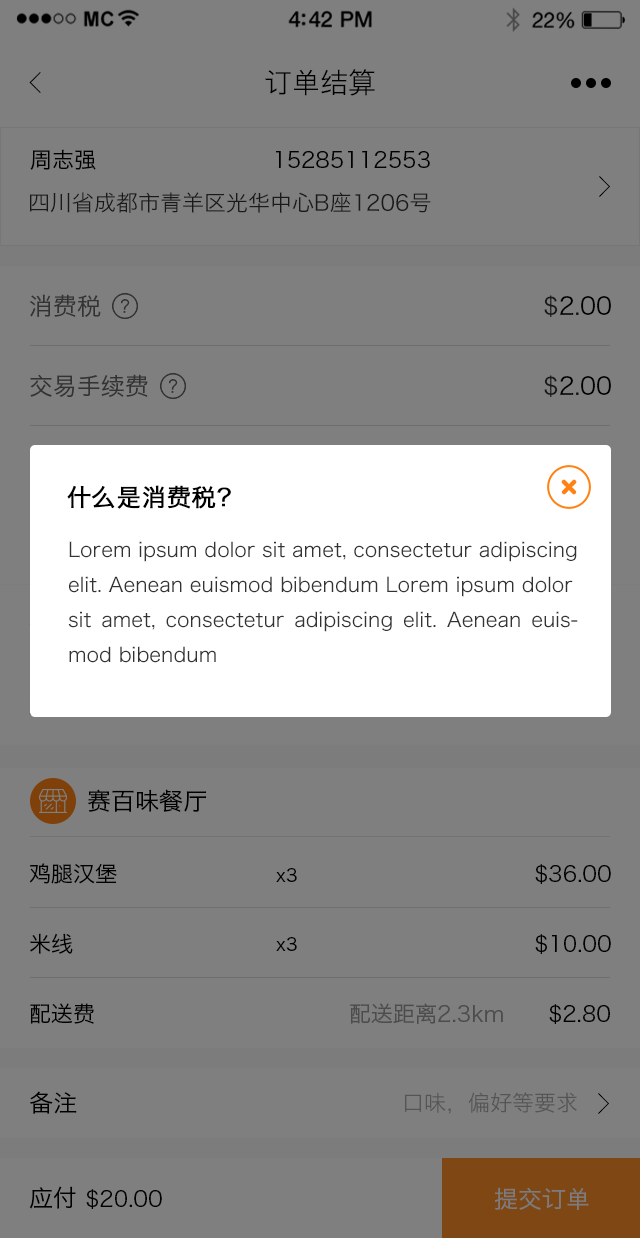 MC 4:42 PM 22%
订单结算
周志强 15285112553
四川省成都市青羊区光华中心B座1206号
消费税 ? $2.00
交易手续费 ? $2.00
什么是消费税?
Lorem ipsum dolor sit amet, consectetur adipiscing
elit. Aenean euismod bibendum Lorem ipsum dolor
sit amet, consectetur adipiscing elit. Aenean euis-
mod bibendum
赛百味餐厅
鸡腿汉堡 x3 $36.00
米线 x3 $10.00
配送费 配送距离2.3km $2.80
备注 口味，偏好等要求
应付 $20.00 提交订单